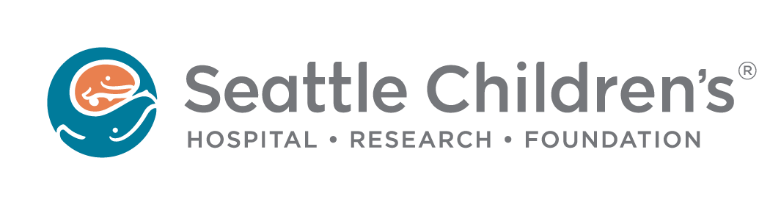 Seattle Children's®
HOSPITAL • RESEARCH • FOUNDATION